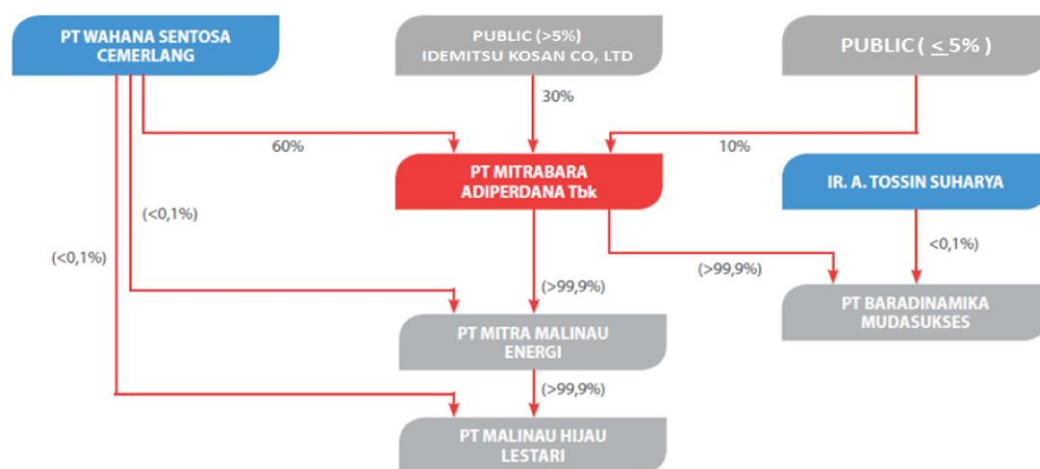 PT WAHANA SENTOSA
CEMERLANG
PUBLIC (>5%)
IDEMITSU KOSAN CO, LTD
PUBLIC ( ≤5% )
30%
60%
10%
PT MITRABARA
ADIPERDANA Tbk
IR. A. TOSSIN SUHARYA
(<0,1%)
(<0,1%)
(>99,9%)
<0,1%)
(>99,9%)
PT BARADINAMIKA
MUDASUKSES
PT MITRA MALINAU
ENERGI
(>99,9%)
PT MALINAU HIJAU
LESTARI